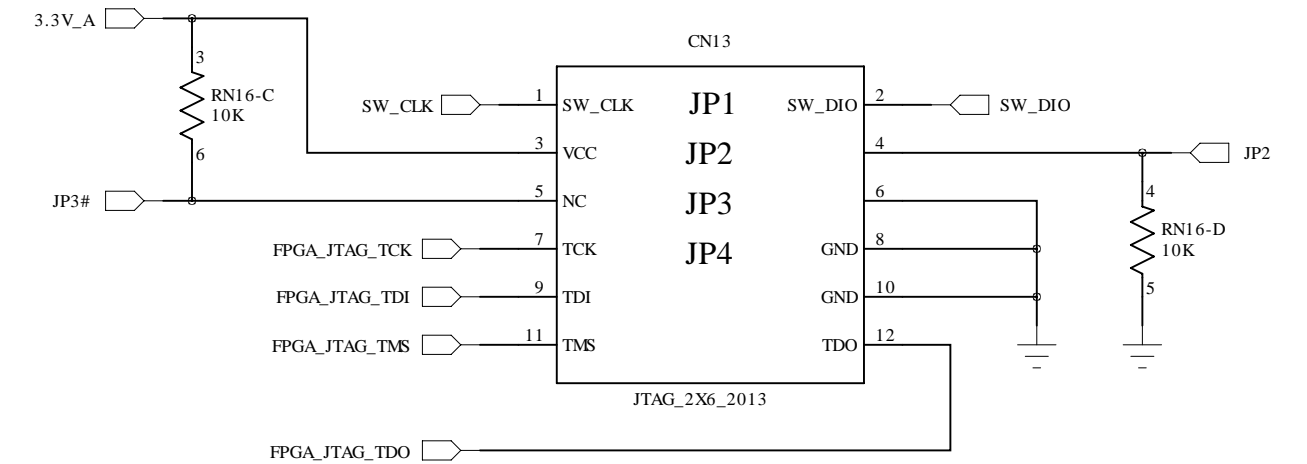 3.3V_A
CN13
3
RN16-C
10K
6
SW_CLK
1
SW_CLK
JP1
SW_DIO
2
SW_DIO
3
VCC
JP2
4
JP2
JP3#
5
NC
JP3
6
4
RN16-D
10K
5
FPGA_JTAG_TCK
7
TCK
JP4
GND
8
FPGA_JTAG_TDI
9
TDI
GND
10
FPGA_JTAG_TMS
11
TMS
TDO
12
JTAG_2X6_2013
FPGA_JTAG_TDO